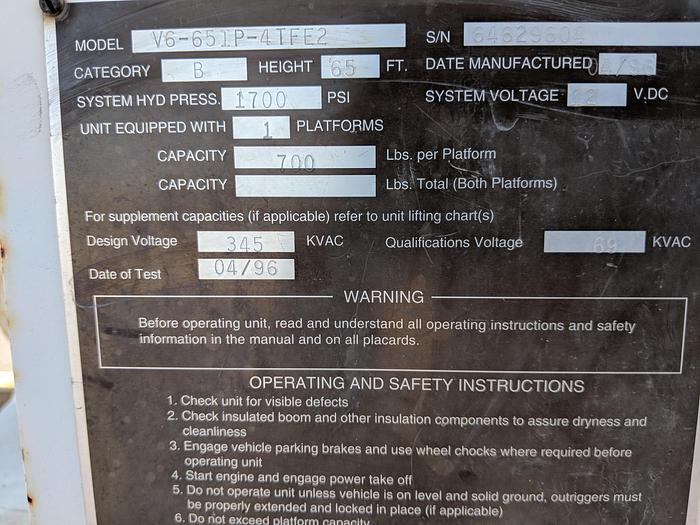 MODEL V6-651P-4TFE2 S/N
CATEGORY B HEIGHT 65 FT. DATE MANUFACTURED
SYSTEM HYD PRESS. 1700 PSI SYSTEM VOLTAGE V.DC
UNIT EQUIPPED WITH 1 PLATFORMS
CAPACITY 700 Lbs. per Platform
CAPACITY Lbs. Total (Both Platforms)
For supplement capacities (if applicable) refer to unit lifting chart(s)
Design Voltage 345 KVAC Qualifications Voltage 69 KVAC
Date of Test 04/96
WARNING
Before operating unit, read and understand all operating instructions and safety
information in the manual and on all placards.
OPERATING AND SAFETY INSTRUCTIONS
1. Check unit for visible defects
2. Check insulated boom and other insulation components to assure dryness and
cleanliness
3. Engage vehicle parking brakes and use wheel chocks where required before
operating unit
4. Start engine and engage power take off
5. Do not operate unit unless vehicle is on level and solid ground, outriggers must
be properly extended and locked in place (if applicable)
6. Do not exceed platform capacity